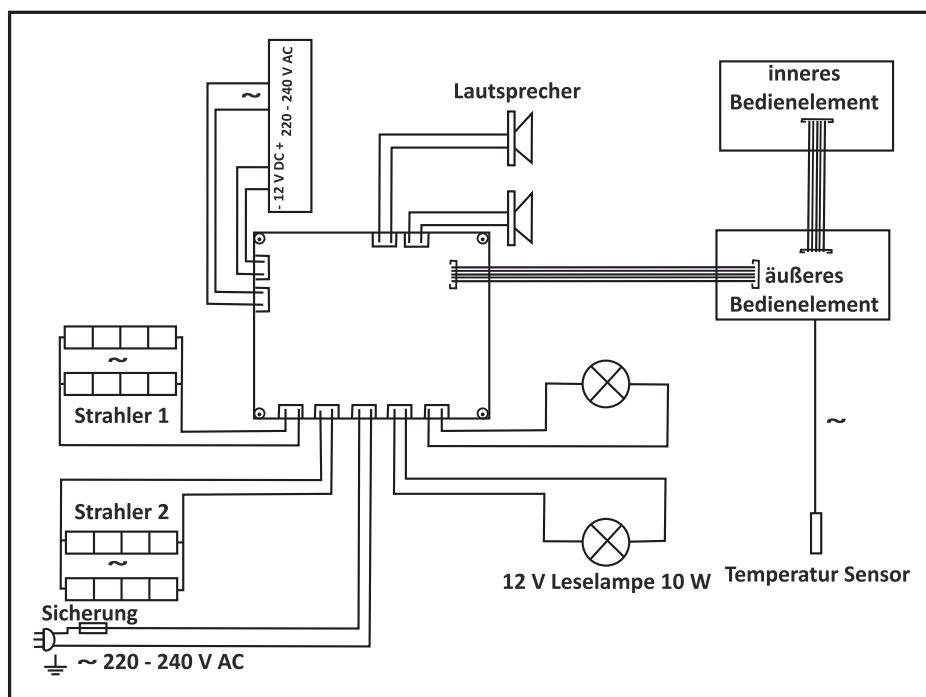 - 12 V DC + 220 - 240 V AC
~
Lautsprecher
inneres
Bedienelement
äußeres
Bedienelement
~
Strahler 1
~
Strahler 2
~
12 V Leselampe 10 W
Temperatur Sensor
Sicherung
~ 220 - 240 V AC